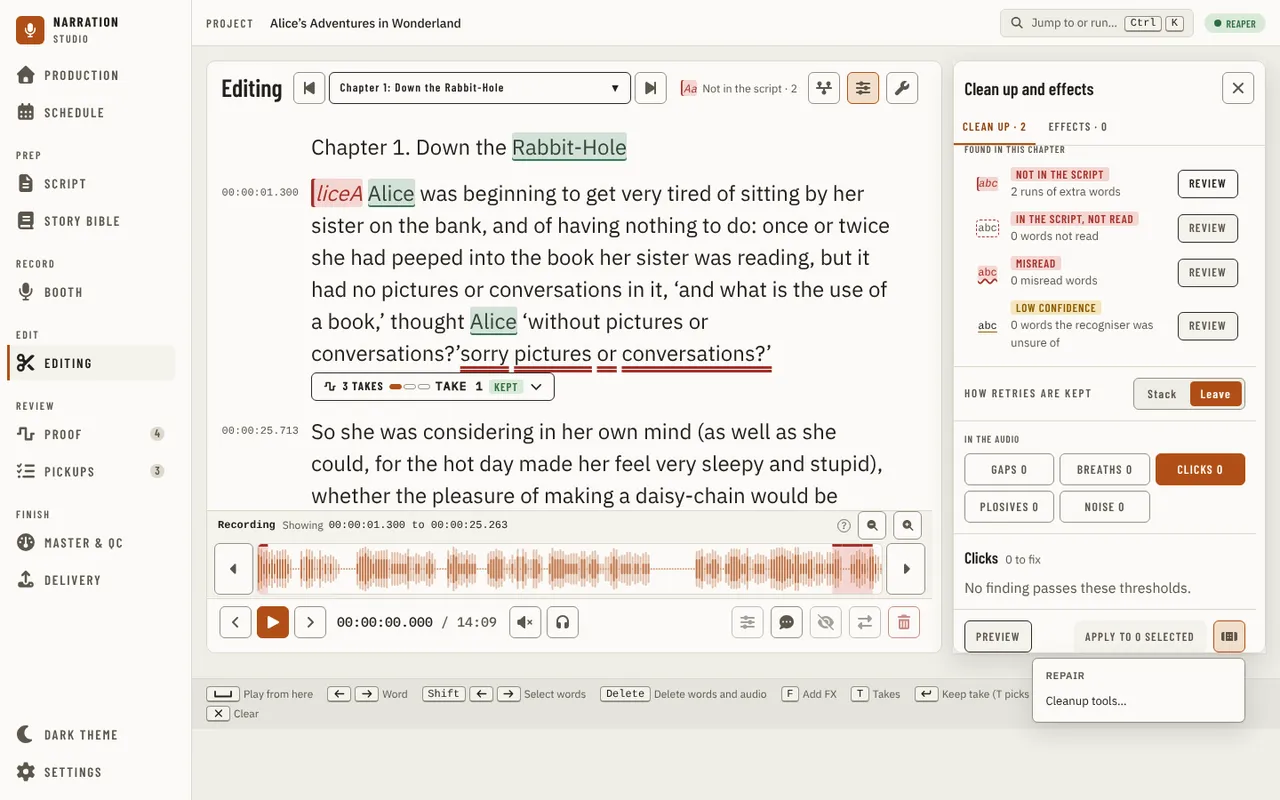 NARRATION
STUDIO
PRODUCTION
SCHEDULE
PREP
SCRIPT
STORY BIBLE
RECORD
BOOTH
EDIT
EDITING
REVIEW
PROOF 4
PICKUPS 3
FINISH
MASTER & QC
DELIVERY
DARK THEME
SETTINGS
PROJECT Alice’s Adventures in Wonderland
Jump to or run… Ctrl K
REAPER
Editing
Chapter 1: Down the Rabbit-Hole
Aa Not in the script · 2
Chapter 1. Down the Rabbit-Hole
00:00:01.300
liceA Alice was beginning to get very tired of sitting by her
sister on the bank, and of having nothing to do: once or twice
she had peeped into the book her sister was reading, but it
had no pictures or conversations in it, ‘and what is the use of
a book,’ thought Alice ‘without pictures or
conversations?’sorry pictures or conversations?’
3 TAKES TAKE 1 KEPT
00:00:25.713
So she was considering in her own mind (as well as she
could, for the hot day made her feel very sleepy and stupid),
whether the pleasure of making a daisy-chain would be
Recording Showing 00:00:01.300 to 00:00:25.263
?
00:00:00.000 / 14:09
Play from here
Word
Shift Select words
Delete Delete words and audio
F Add FX
T Takes
Keep take (T picks
Clear
Clean up and effects
CLEAN UP · 2
EFFECTS · 0
FOUND IN THIS CHAPTER
abc NOT IN THE SCRIPT
2 runs of extra words
REVIEW
abc IN THE SCRIPT, NOT READ
0 words not read
REVIEW
abc MISREAD
0 misread words
REVIEW
abc LOW CONFIDENCE
0 words the recogniser was
unsure of
REVIEW
HOW RETRIES ARE KEPT Stack Leave
IN THE AUDIO
GAPS 0 BREATHS 0 CLICKS 0
PLOSIVES 0 NOISE 0
Clicks 0 to fix
No finding passes these thresholds.
PREVIEW APPLY TO 0 SELECTED
REPAIR
Cleanup tools…